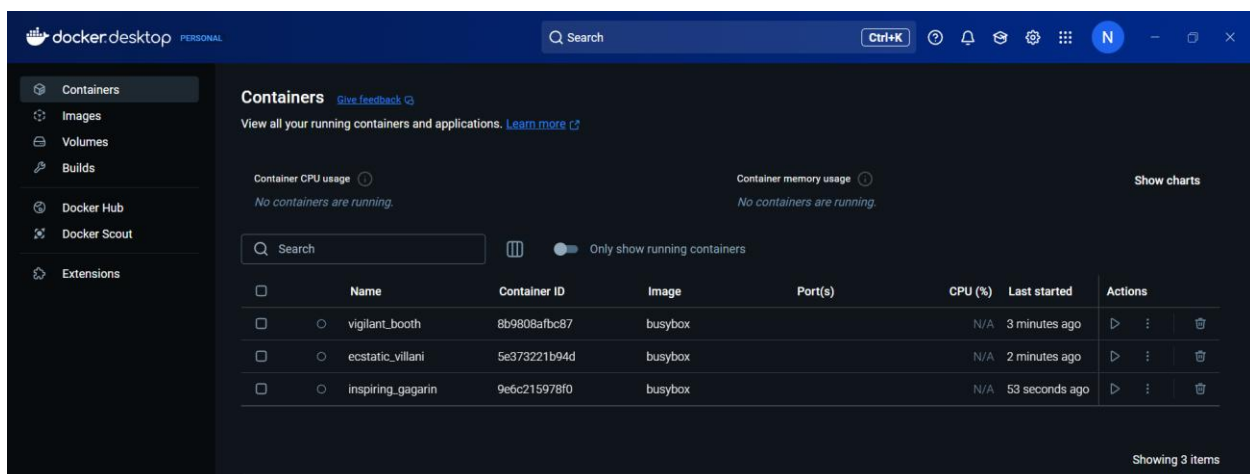 docker.desktop PERSONAL Search Ctrl+K N
Containers
Images
Volumes
Builds
Docker Hub
Docker Scout
Extensions
Containers Give feedback
View all your running containers and applications. Learn more
Container CPU usage
No containers are running.
Container memory usage
No containers are running.
Show charts
Search
Only show running containers
Name Container ID Image Port(s) CPU (%) Last started Actions
vigilant_booth 8b9808afbc87 busybox N/A 3 minutes ago
ecstatic_villani 5e373221b94d busybox N/A 2 minutes ago
inspiring_gagarin 9e6c215978f0 busybox N/A 53 seconds ago
Showing 3 items